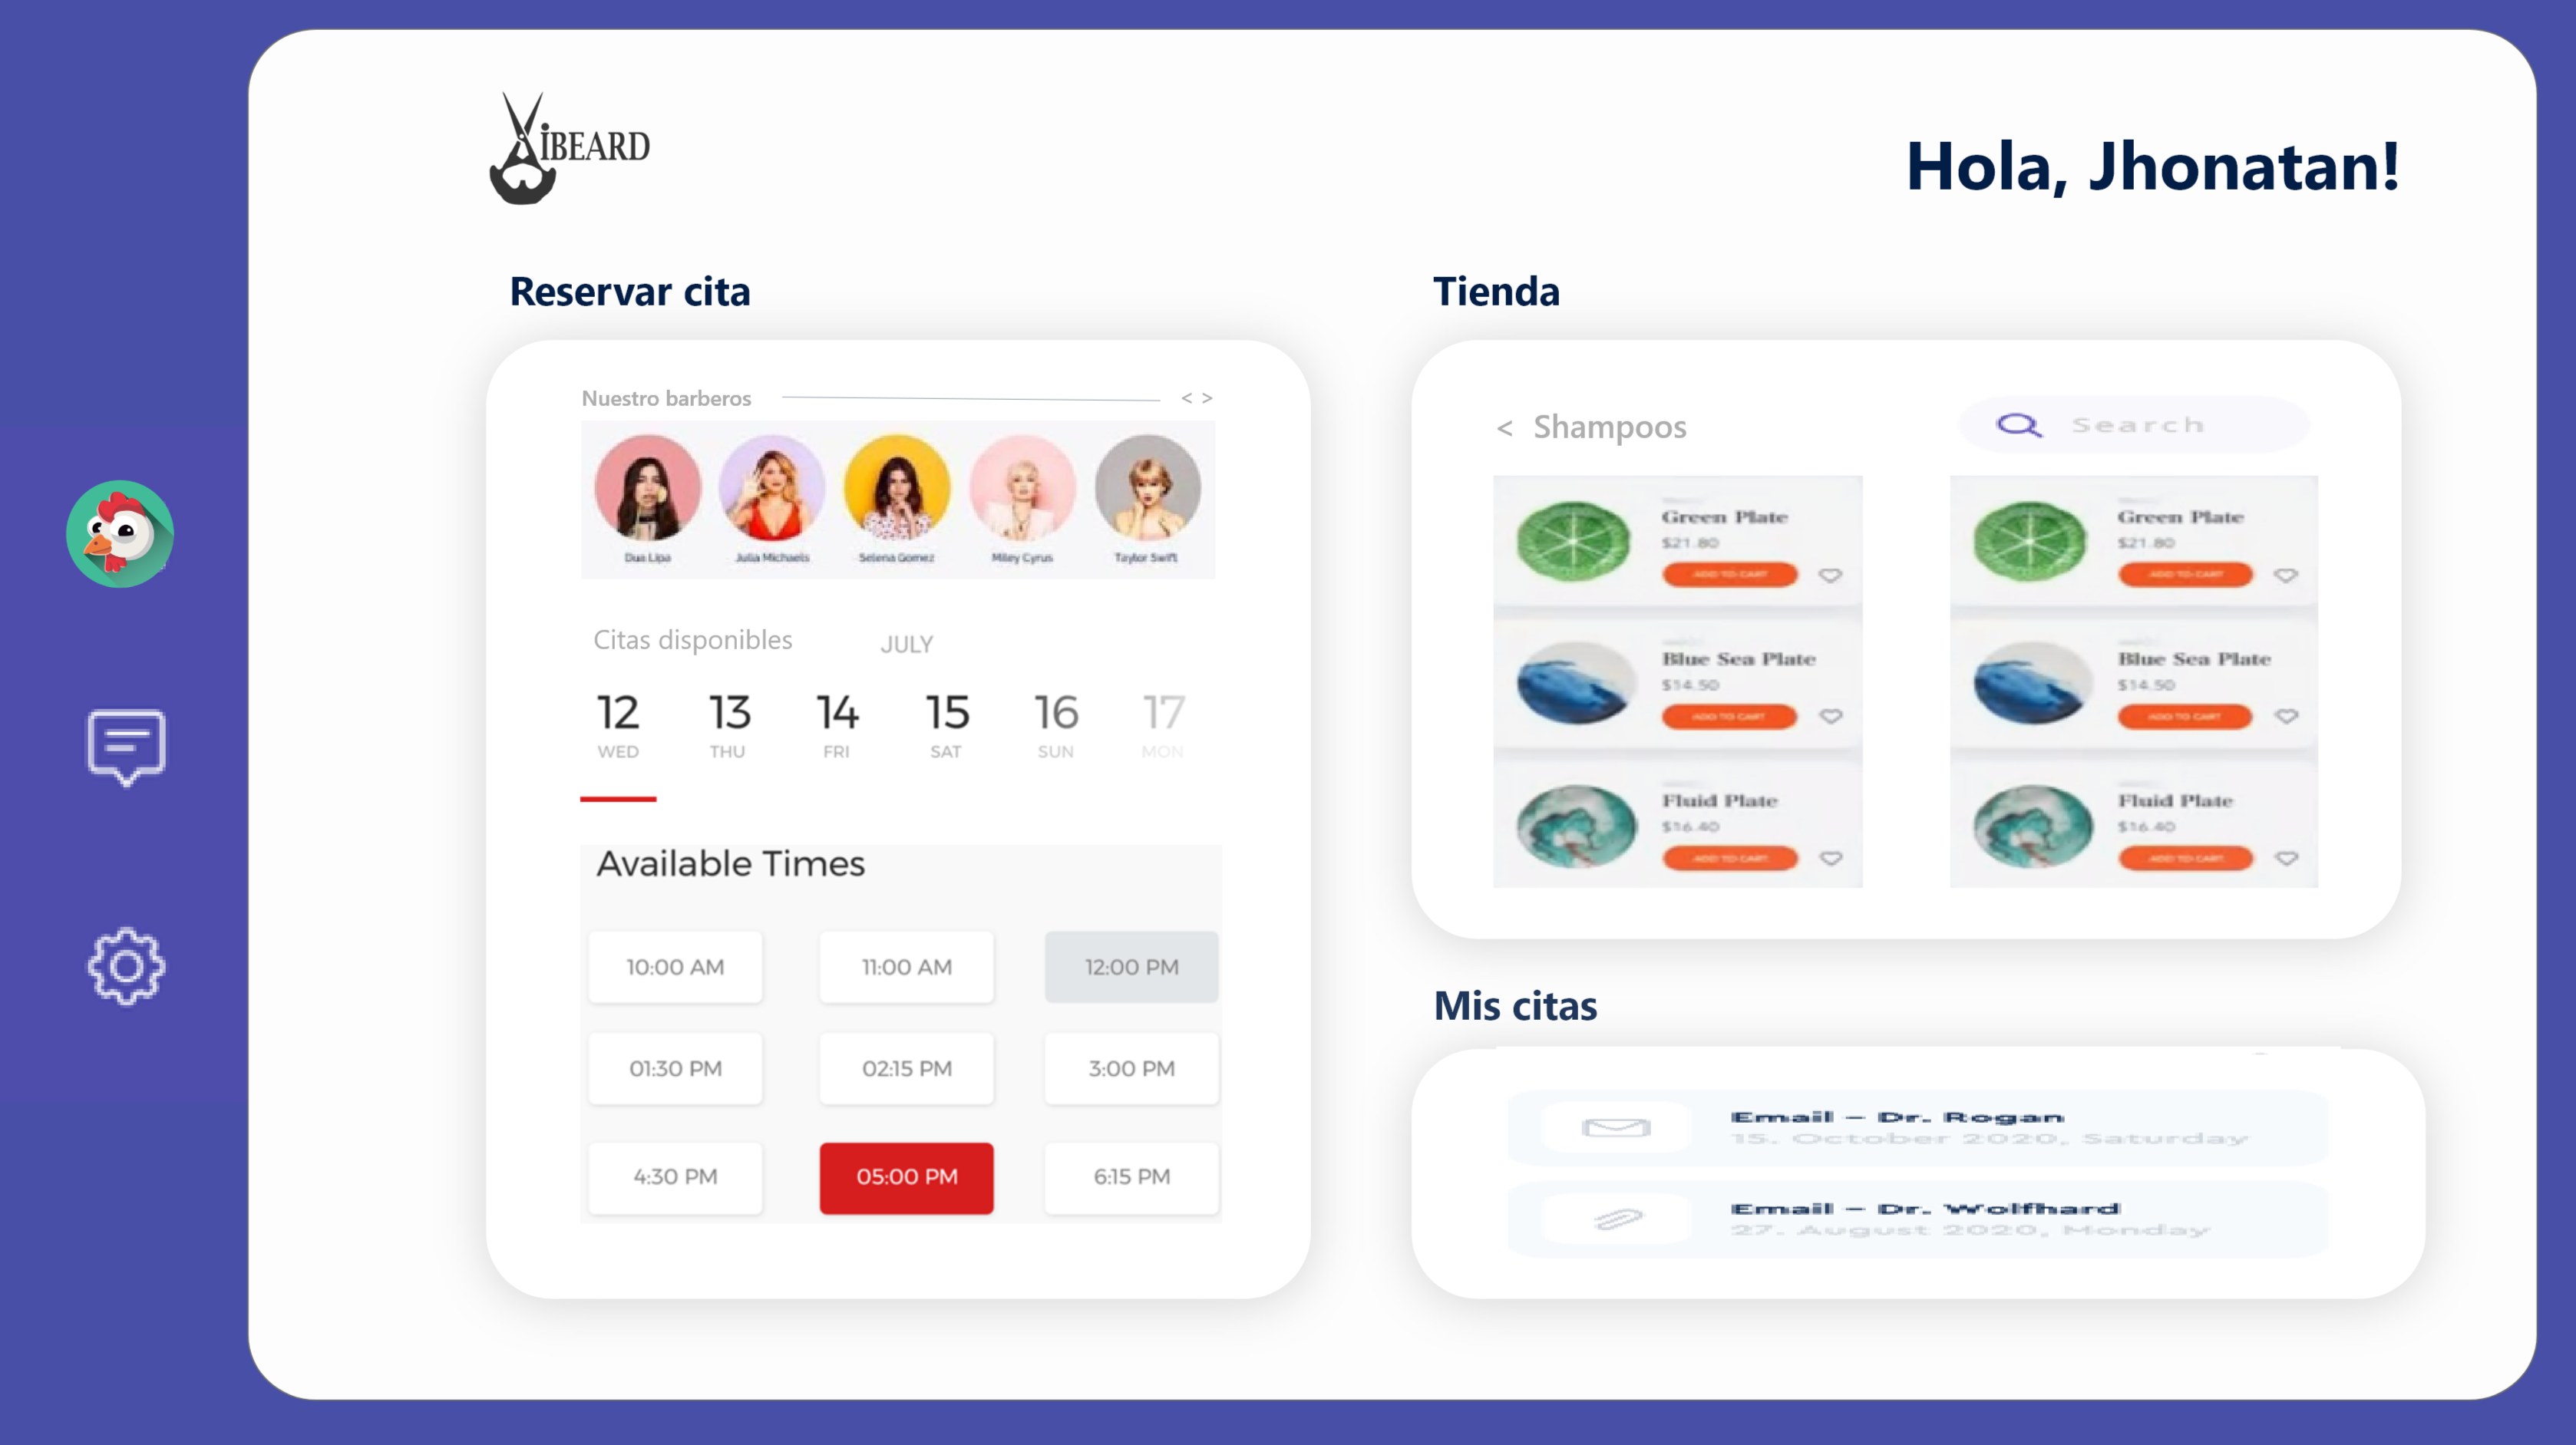 İBEARD
Hola, Jhonatan!
Reservar cita
Nuestro barberos < >
Dua Lipa Julia Michaels Selena Gomez Miley Cyrus Taylor Swift
Citas disponibles JULY
12 13 14 15 16 17
WED THU FRI SAT SUN MON
Available Times
10:00 AM 11:00 AM 12:00 PM
01:30 PM 02:15 PM 3:00 PM
4:30 PM 05:00 PM 6:15 PM
Tienda
< Shampoos Search
Green Plate Green Plate
$21.80 $21.80
ADD TO CART ADD TO CART
Blue Sea Plate Blue Sea Plate
$14.50 $14.50
ADD TO CART ADD TO CART
Fluid Plate Fluid Plate
$16.40 $16.40
ADD TO CART ADD TO CART
Mis citas
Email – Dr. Rogan
15. October 2020, Saturday
Email – Dr. Wolfhard
27. August 2020, Monday